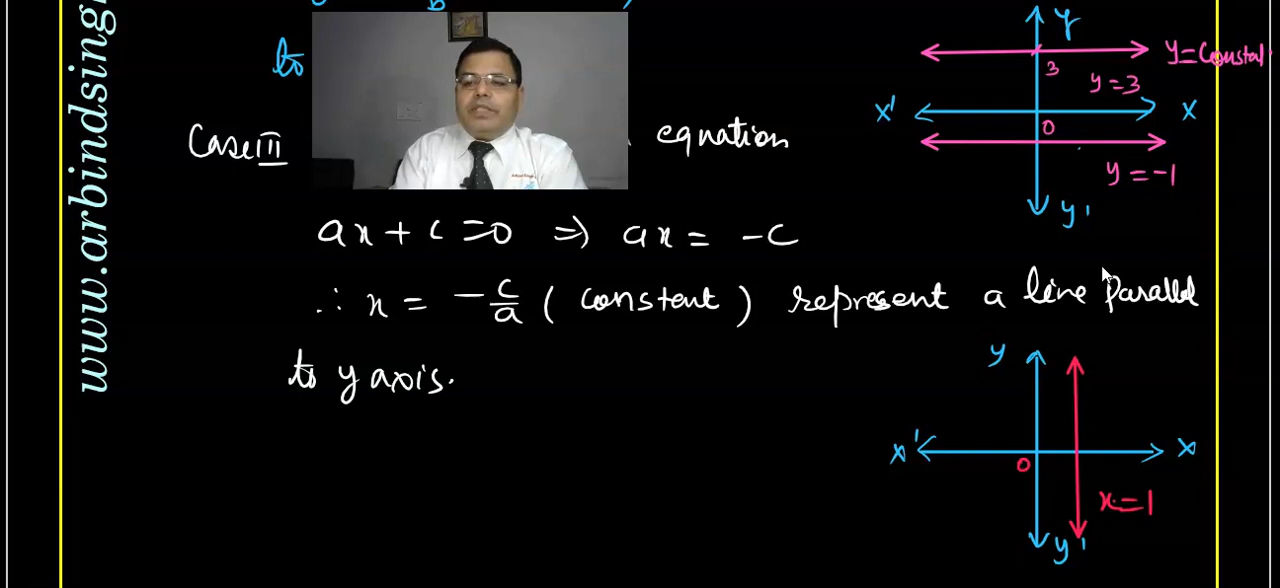 www.arbindsing
to
Case III equation
ax + c = 0 ⇒ ax = -c
∴ x = -c/a (constent) represent a line Parallel
to y axis.
y
y = Constat
3
y = 3
x' x
0
y = -1
y'
y
x' x
0
x = 1
y'